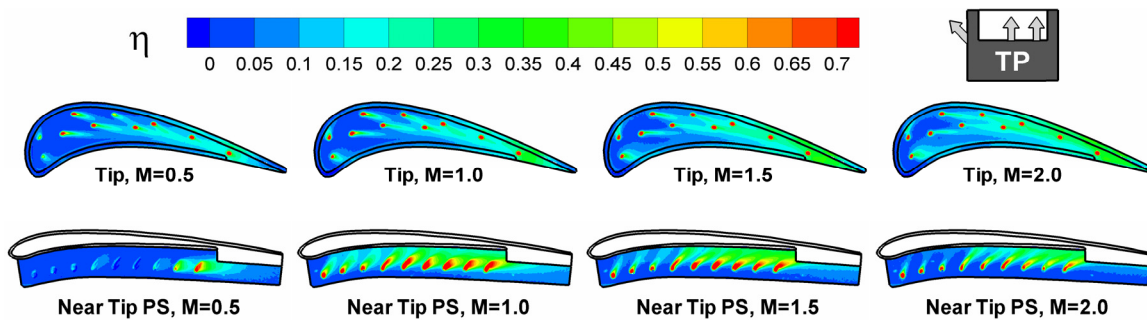 η
0 0.05 0.1 0.15 0.2 0.25 0.3 0.35 0.4 0.45 0.5 0.55 0.6 0.65 0.7
TP
Tip, M=0.5
Tip, M=1.0
Tip, M=1.5
Tip, M=2.0
Near Tip PS, M=0.5
Near Tip PS, M=1.0
Near Tip PS, M=1.5
Near Tip PS, M=2.0